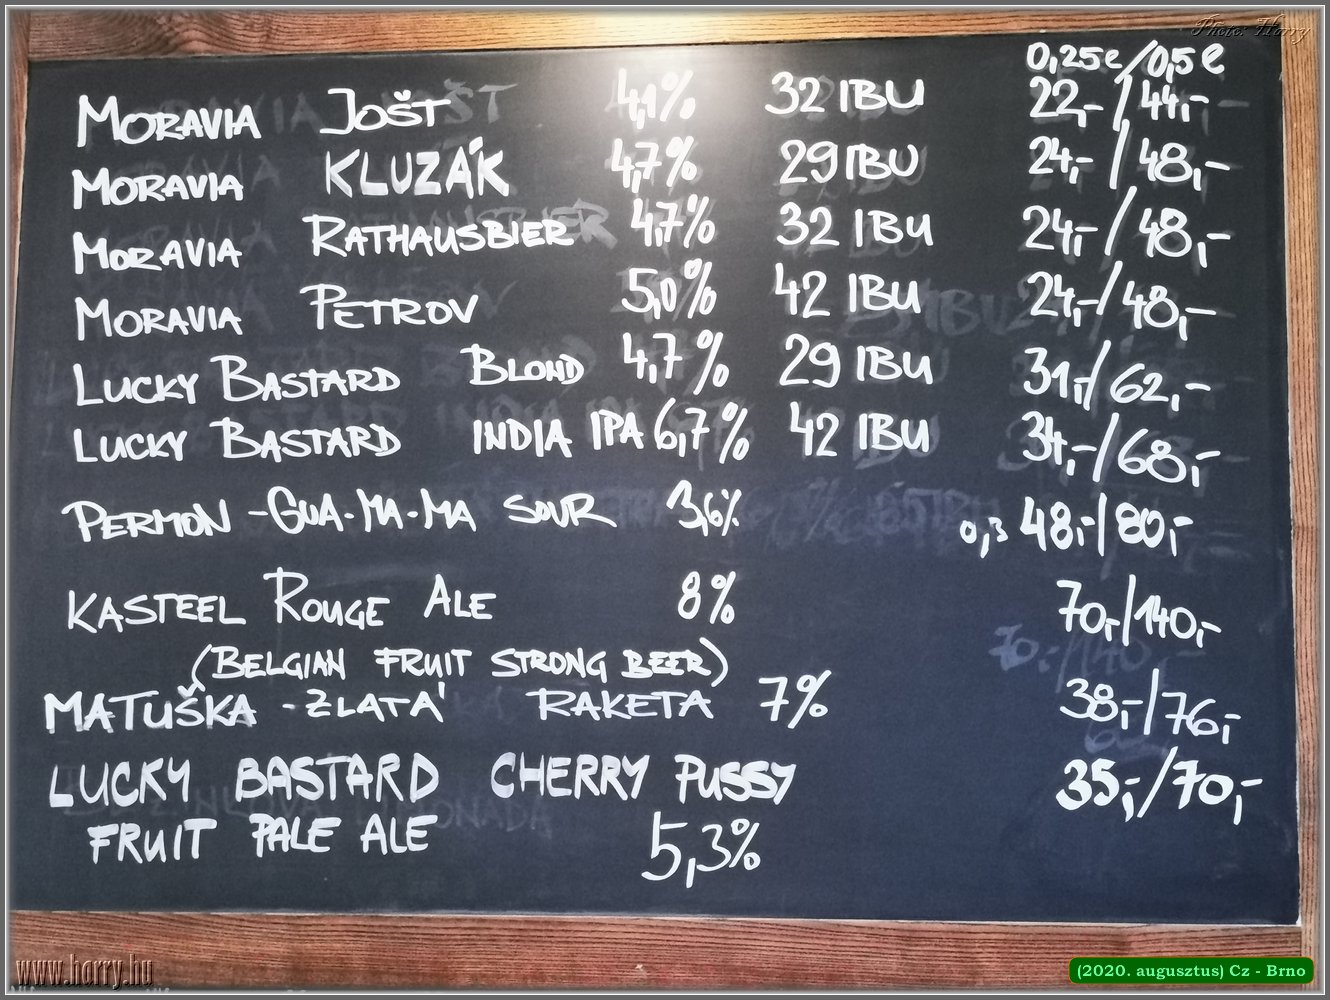 Photo: Horry
0,25ℓ/0,5ℓ
MORAVIA JOŠT 4,1% 32 IBU 22,-/44,-
MORAVIA KLUZÁK 4,7% 29 IBU 24,-/48,-
MORAVIA RATHAUSBIER 4,7% 32 IBU 24,-/48,-
MORAVIA PETROV 5,0% 42 IBU 24,-/48,-
LUCKY BASTARD BLOND 4,7% 29 IBU 31,-/62,-
LUCKY BASTARD INDIA IPA 6,7% 42 IBU 34,-/68,-
PERMON - GUA-MA-MA SOUR 3,6% 0,3 48,-/80,-
KASTEEL ROUGE ALE 8% 70,-/140,-
(BELGIAN FRUIT STRONG BEER)
MATUŠKA - ZLATÁ RAKETA 7% 38,-/76,-
LUCKY BASTARD CHERRY PUSSY 35,-/70,-
FRUIT PALE ALE 5,3%
www.horry.hu
(2020. augusztus) Cz - Brno